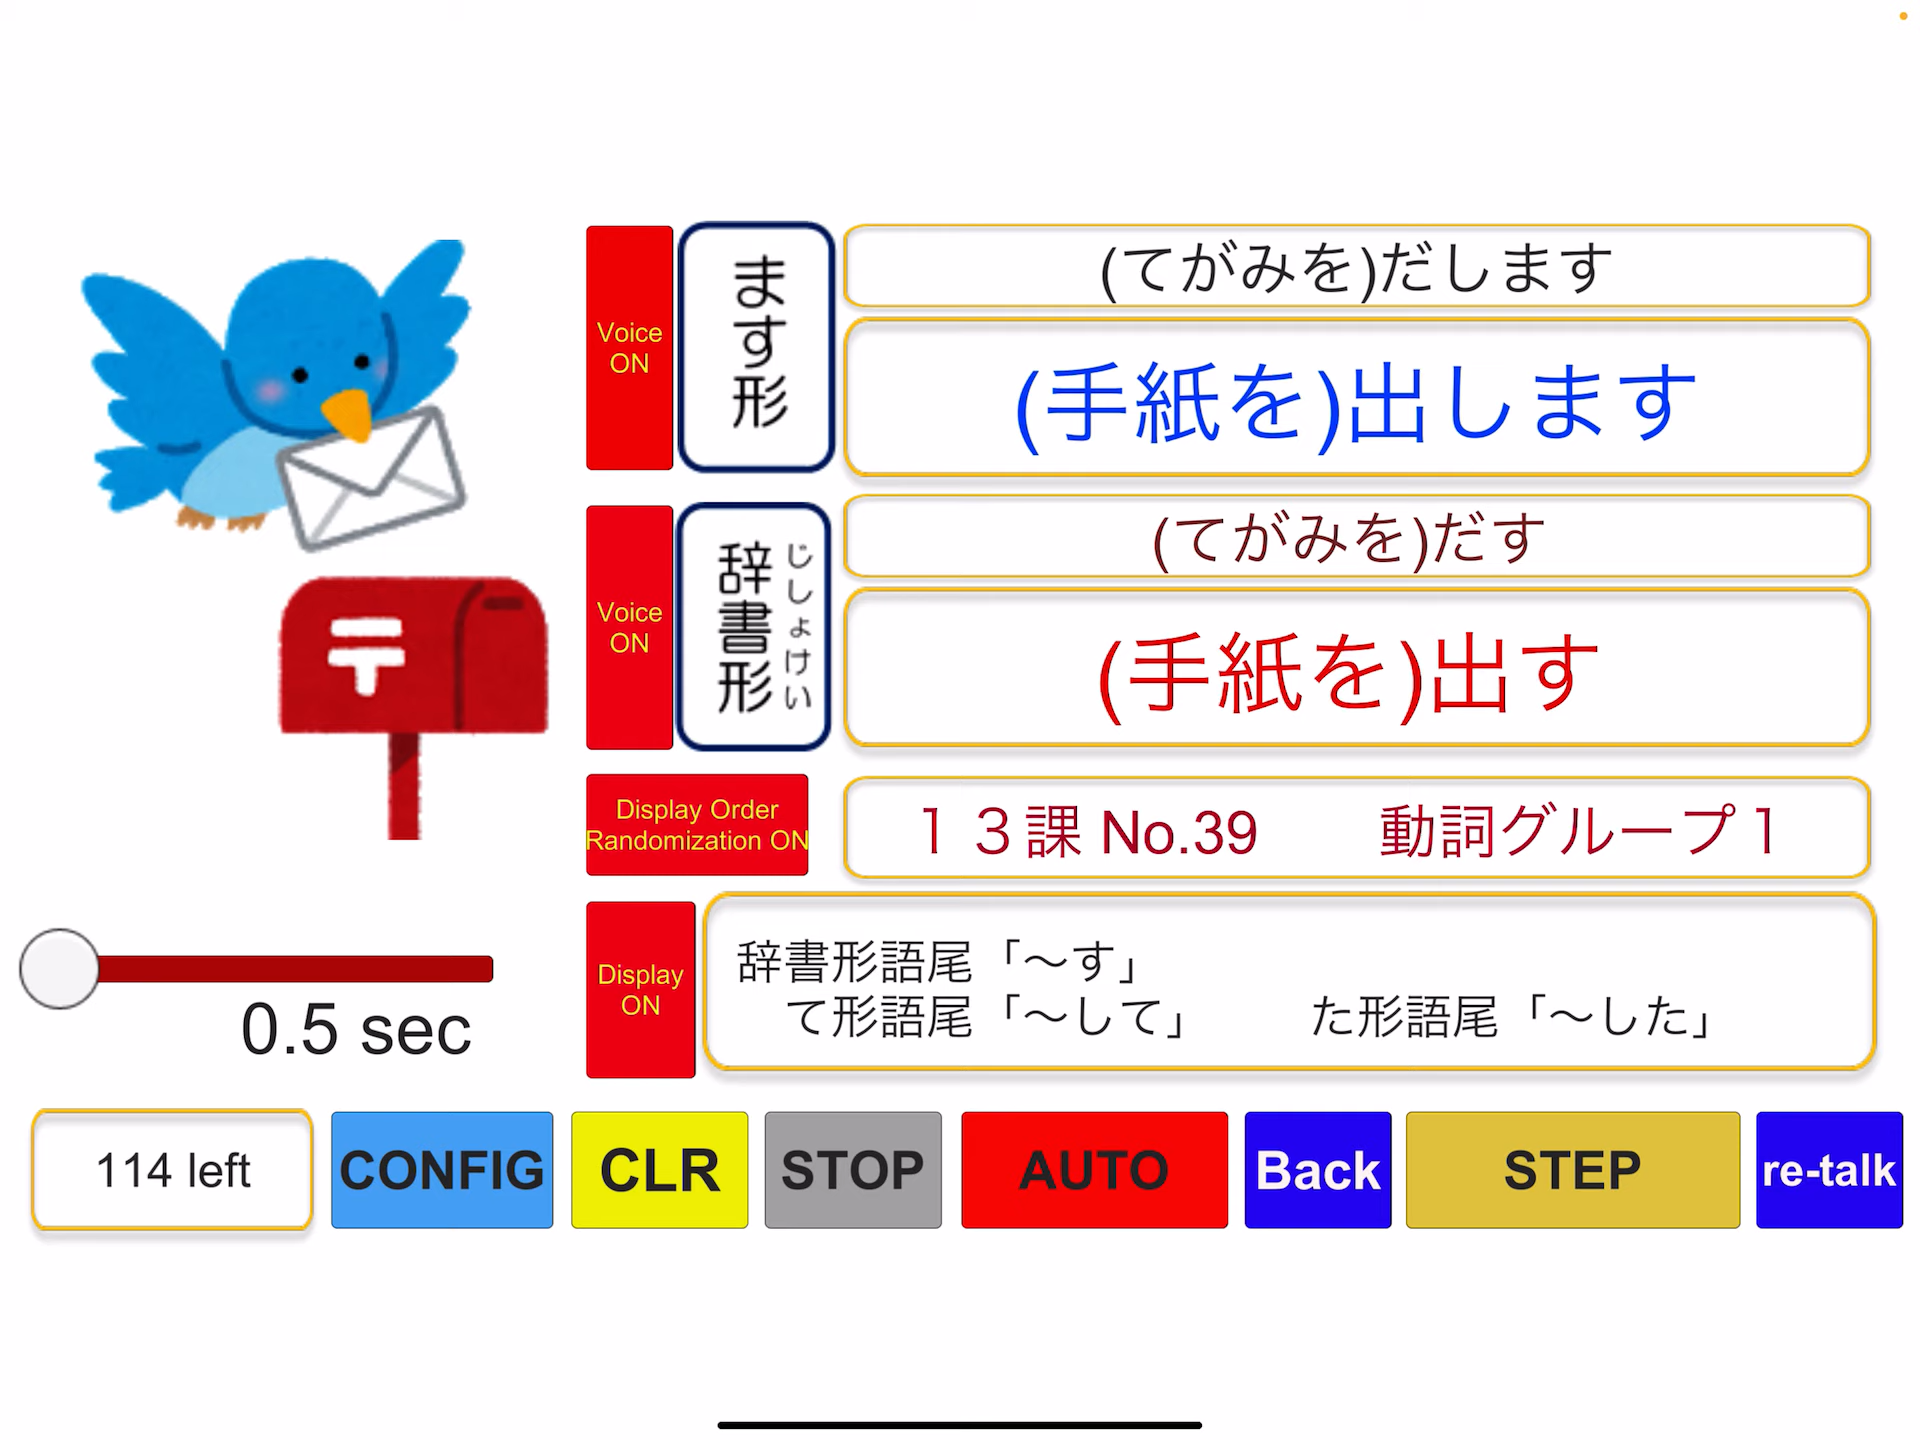 Voice
ON
ます形
(てがみを)だします
(手紙を)出します
Voice
ON
辞書形
じしょけい
(てがみを)だす
(手紙を)出す
Display Order
Randomization ON
１３課 No.39　　動詞グループ１
Display
ON
辞書形語尾「〜す」
て形語尾「〜して」　　た形語尾「〜した」
0.5 sec
114 left
CONFIG
CLR
STOP
AUTO
Back
STEP
re-talk
〒